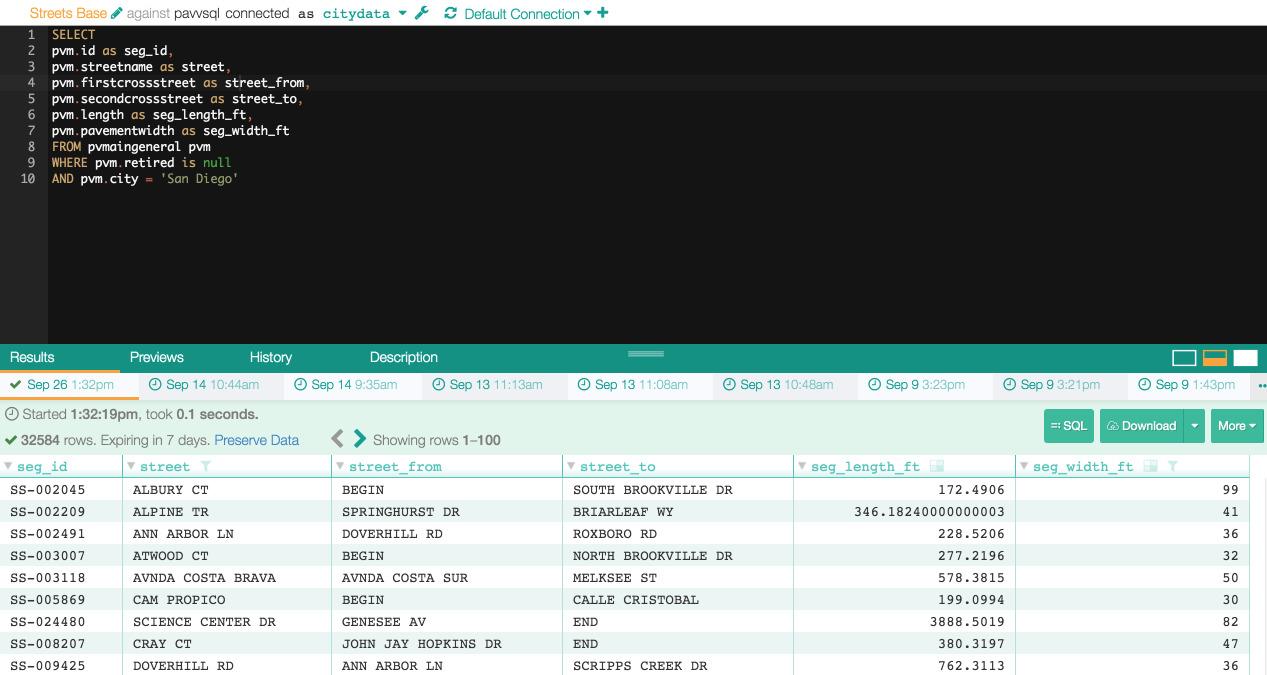 Streets Base against pavvsql connected as citydata Default Connection
1 SELECT
2 pvm.id as seg_id,
3 pvm.streetname as street,
4 pvm.firstcrossstreet as street_from,
5 pvm.secondcrossstreet as street_to,
6 pvm.length as seg_length_ft,
7 pvm.pavementwidth as seg_width_ft
8 FROM pvmaingeneral pvm
9 WHERE pvm.retired is null
10 AND pvm.city = 'San Diego'
Results Previews History Description
Sep 26 1:32pm Sep 14 10:44am Sep 14 9:35am Sep 13 11:13am Sep 13 11:08am Sep 13 10:48am Sep 9 3:23pm Sep 9 3:21pm Sep 9 1:43pm
Started 1:32:19pm, took 0.1 seconds.
32584 rows. Expiring in 7 days. Preserve Data Showing rows 1–100 SQL Download More
seg_id street street_from street_to seg_length_ft seg_width_ft
SS-002045 ALBURY CT BEGIN SOUTH BROOKVILLE DR 172.4906 99
SS-002209 ALPINE TR SPRINGHURST DR BRIARLEAF WY 346.18240000000003 41
SS-002491 ANN ARBOR LN DOVERHILL RD ROXBORO RD 228.5206 36
SS-003007 ATWOOD CT BEGIN NORTH BROOKVILLE DR 277.2196 32
SS-003118 AVNDA COSTA BRAVA AVNDA COSTA SUR MELKSEE ST 578.3815 50
SS-005869 CAM PROPICO BEGIN CALLE CRISTOBAL 199.0994 30
SS-024480 SCIENCE CENTER DR GENESEE AV END 3888.5019 82
SS-008207 CRAY CT JOHN JAY HOPKINS DR END 380.3197 47
SS-009425 DOVERHILL RD ANN ARBOR LN SCRIPPS CREEK DR 762.3113 36